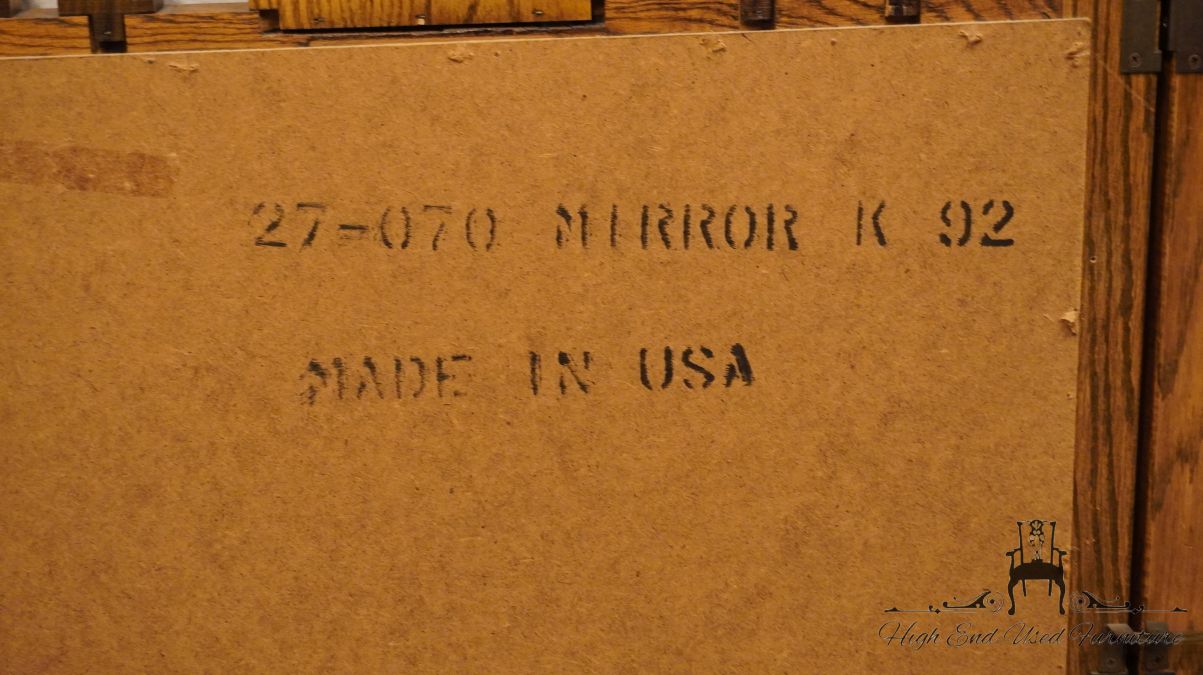 27-070 MIRROR K 92
MADE IN USA
High End Used Furniture